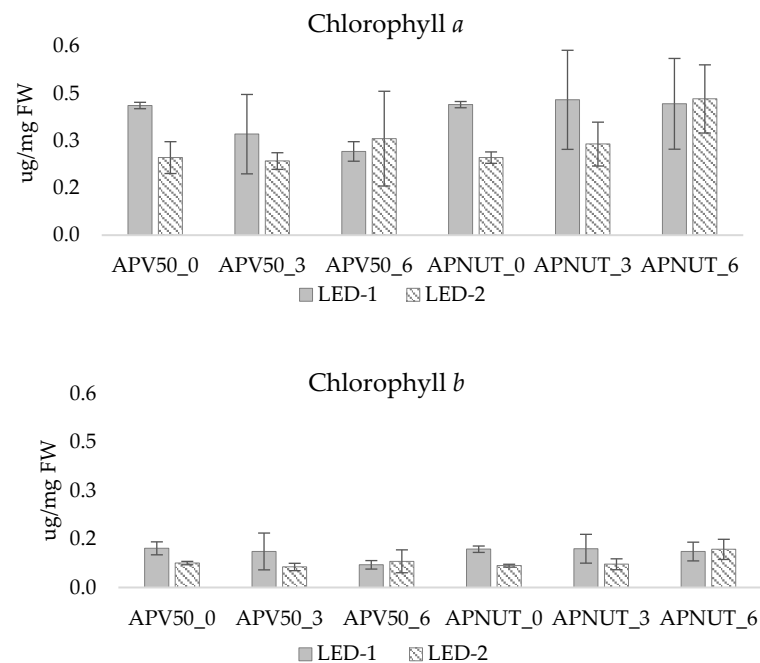 Chlorophyll a
ug/mg FW
0.6
0.5
0.3
0.2
0.0
APV50_0 APV50_3 APV50_6 APNUT_0 APNUT_3 APNUT_6
LED-1 LED-2
Chlorophyll b
ug/mg FW
0.6
0.5
0.3
0.2
0.0
APV50_0 APV50_3 APV50_6 APNUT_0 APNUT_3 APNUT_6
LED-1 LED-2